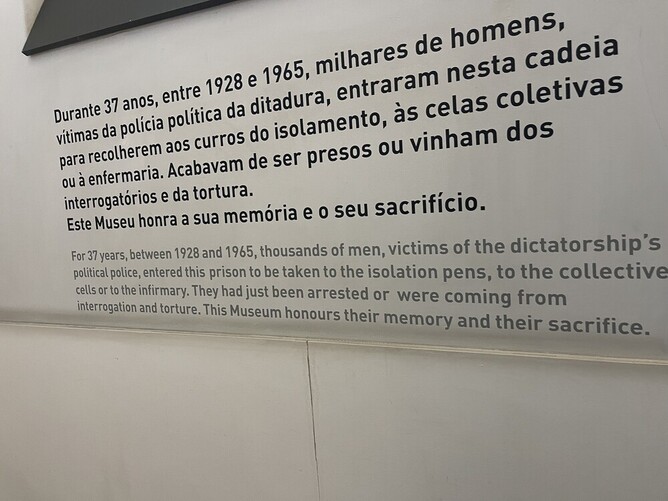 Durante 37 anos, entre 1928 e 1965, milhares de homens,
vítimas da polícia política da ditadura, entraram nesta cadeia
para recolherem aos curros do isolamento, às celas coletivas
ou à enfermaria. Acabavam de ser presos ou vinham dos
interrogatórios e da tortura.
Este Museu honra a sua memória e o seu sacrifício.
For 37 years, between 1928 and 1965, thousands of men, victims of the dictatorship's
political police, entered this prison to be taken to the isolation pens, to the collective
cells or to the infirmary. They had just been arrested or were coming from
interrogation and torture. This Museum honours their memory and their sacrifice.